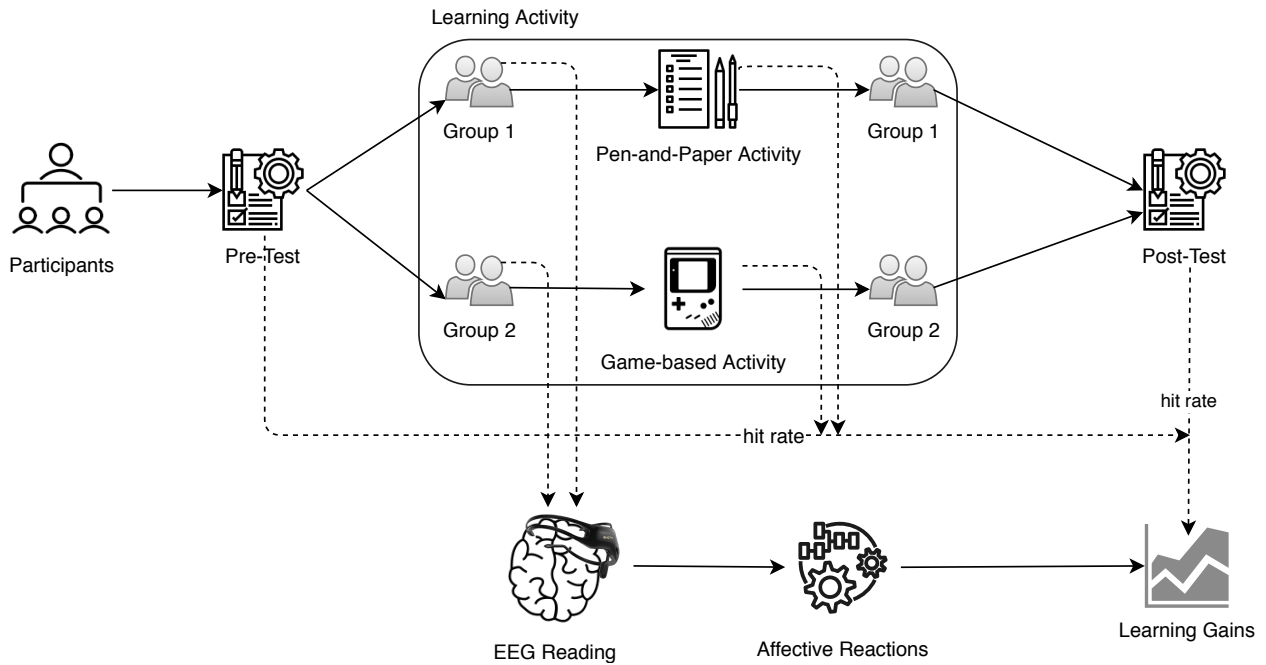 Learning Activity
Group 1
Pen-and-Paper Activity
Group 1
Participants
Pre-Test
Post-Test
Group 2
Game-based Activity
Group 2
hit rate
hit rate
EEG Reading
Affective Reactions
Learning Gains